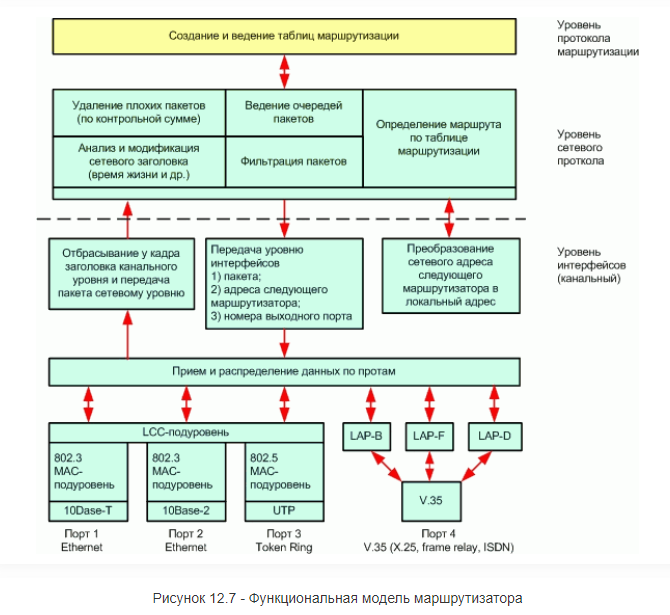 Создание и ведение таблиц маршрутизации
Уровень
протокола
маршрутизации
Удаление плохих пакетов
(по контрольной сумме)
Ведение очередей
пакетов
Определение маршрута
по таблице
маршрутизации
Анализ и модификация
сетевого заголовка
(время жизни и др.)
Фильтрация пакетов
Уровень
сетевого
проткола
Отбрасывание у кадра
заголовка канального
уровня и передача
пакета сетевому уровню
Передача уровню
интерфейсов
1) пакета;
2) адреса следующего
маршрутизатора;
3) номера выходного порта
Преобразование
сетевого адреса
следующего
маршрутизатора в
локальный адрес
Уровень
интерфейсов
(канальный)
Прием и распределение данных по протам
LCC-подуровень
LAP-B
LAP-F
LAP-D
802.3
МАС-
подуровень
802.3
МАС-
подуровень
802.5
МАС-
подуровень
V.35
10Dase-T
10Base-2
UTP
Порт 1
Ethernet
Порт 2
Ethernet
Порт 3
Token Ring
Порт 4
V.35 (X.25, frame relay, ISDN)
Рисунок 12.7 - Функциональная модель маршрутизатора